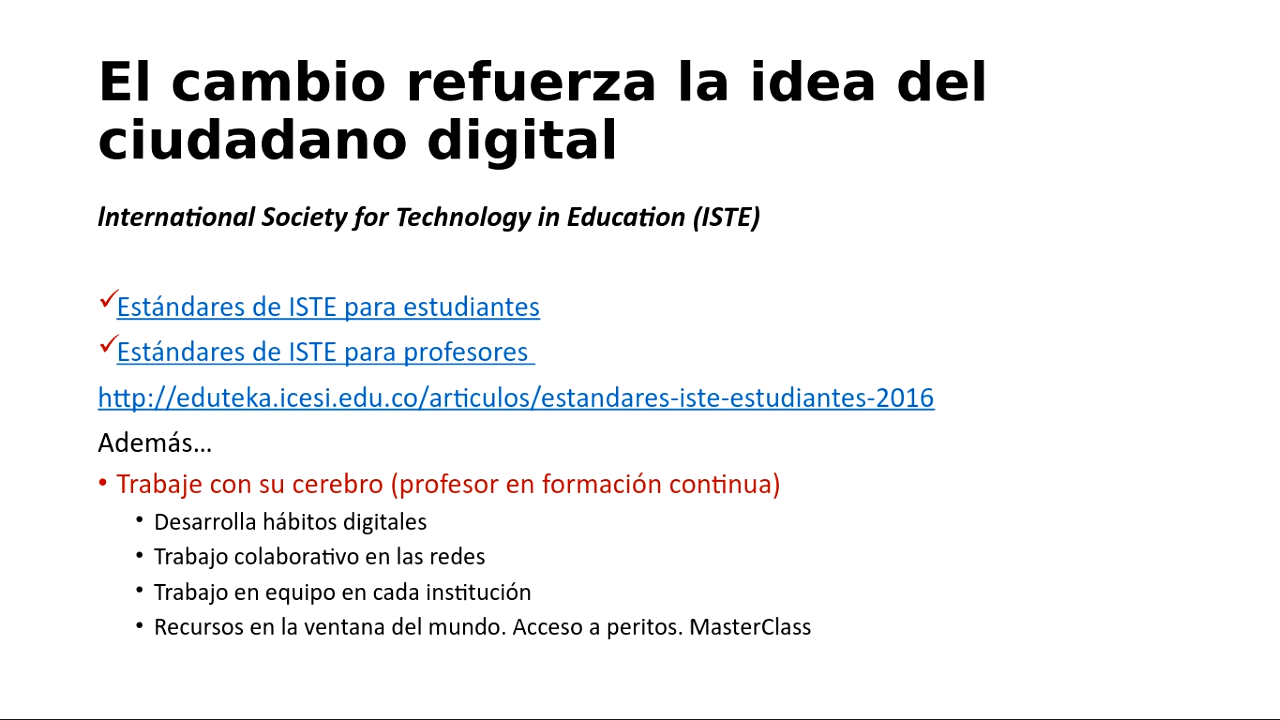 El cambio refuerza la idea del
ciudadano digital
International Society for Technology in Education (ISTE)
✓Estándares de ISTE para estudiantes
✓Estándares de ISTE para profesores
http://eduteka.icesi.edu.co/articulos/estandares-iste-estudiantes-2016
Además…
• Trabaje con su cerebro (profesor en formación continua)
• Desarrolla hábitos digitales
• Trabajo colaborativo en las redes
• Trabajo en equipo en cada institución
• Recursos en la ventana del mundo. Acceso a peritos. MasterClass